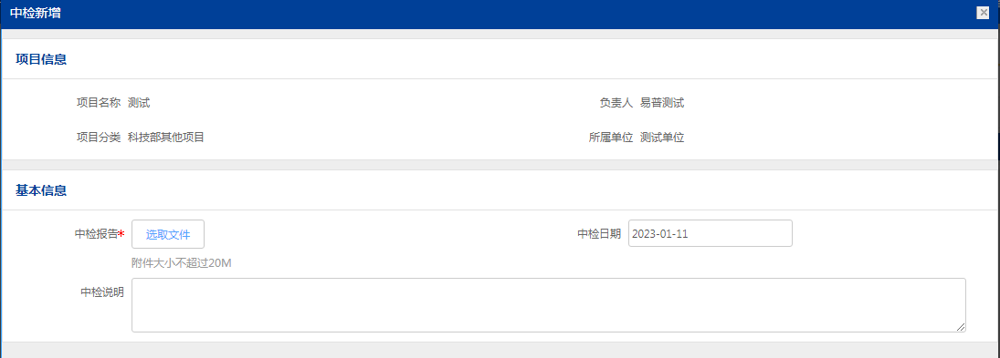 中检新增
项目信息
项目名称 测试 负责人 易普测试
项目分类 科技部其他项目 所属单位 测试单位
基本信息
中检报告* 选取文件 中检日期 2023-01-11
附件大小不超过20M
中检说明